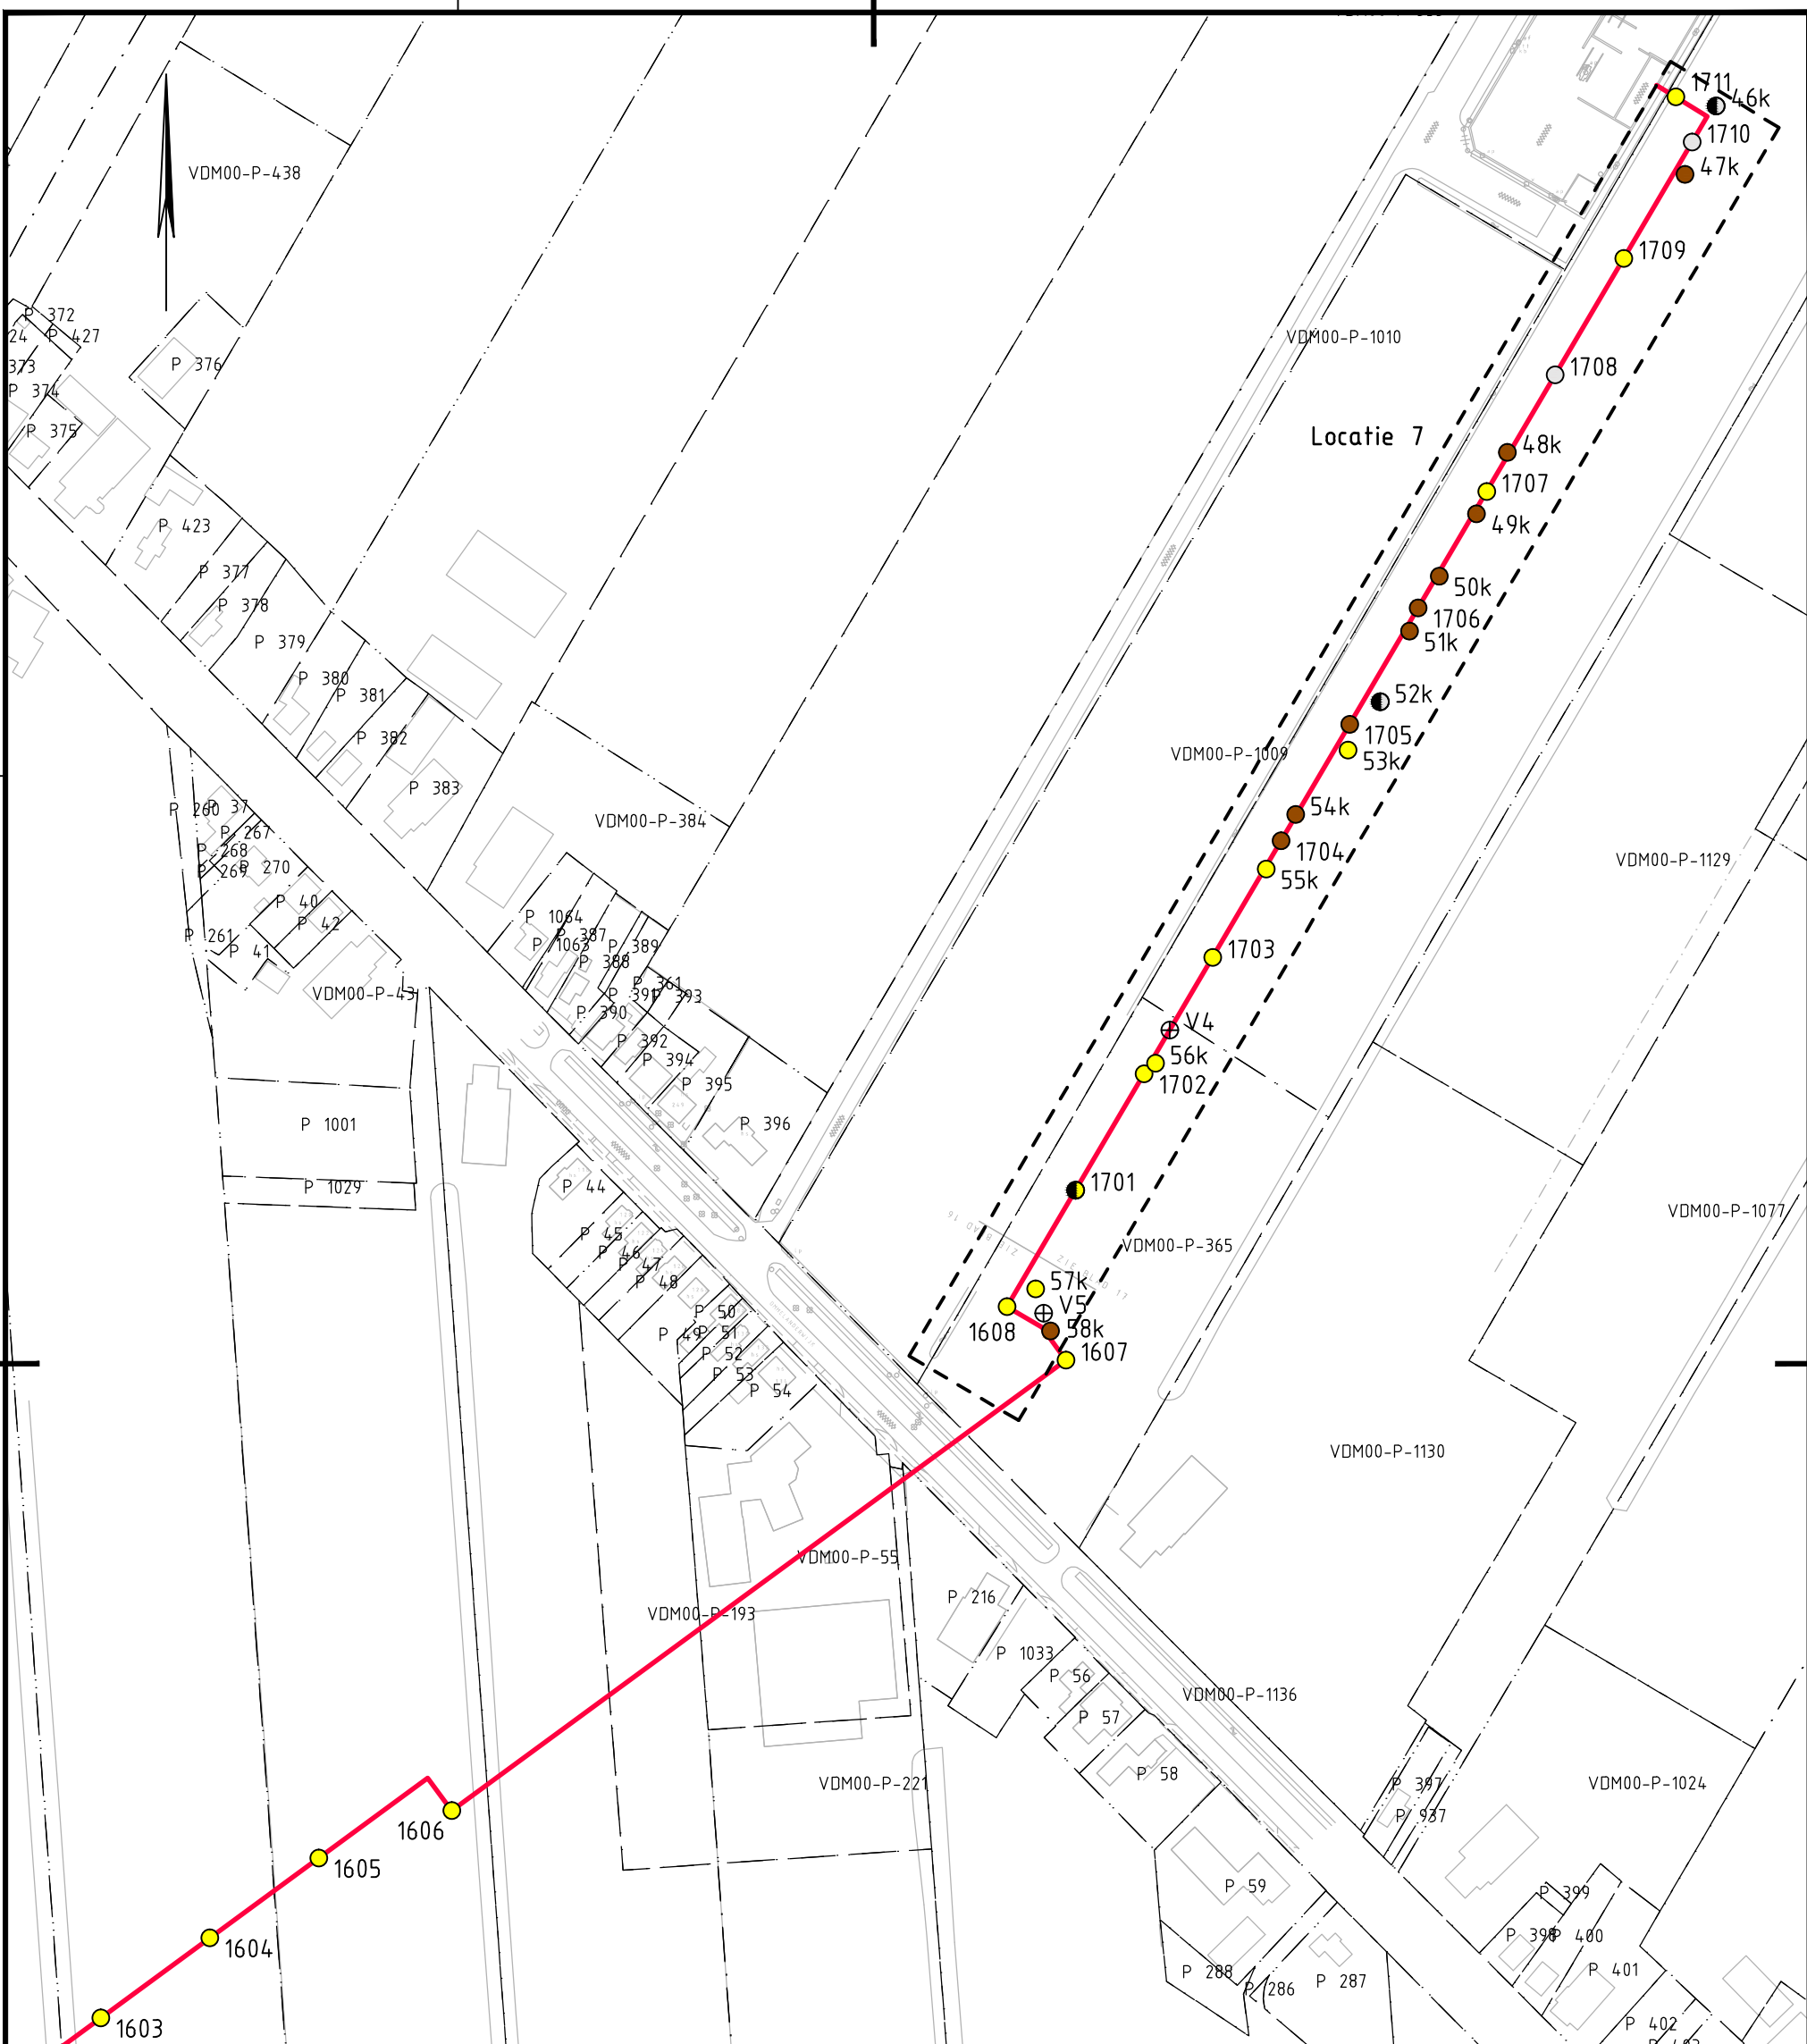 1711
46k
1710
47k
VDM00-P-438
1709
P 372
24 P 427
373
P 374
P 376
P 375
VDM00-P-1010
1708
Locatie 7
48k
1707
49k
P 423
P 377
P 378
P 379
50k
1706
51k
P 380
P 381
P 382
P 383
52k
1705
53k
VDM00-P-1009
54k
1704
55k
VDM00-P-384
VDM00-P-1129
P 260
P 37
P 267
P 268
P 269
P 270
P 40
P 42
P 261
P 41
VDM00-P-43
P 1064
P 387
P 1063
P 389
P 388
P 361
P 391
P 393
P 390
P 392
P 394
P 395
P 396
1703
V4
56k
1702
P 1001
P 1029
1701
VDM00-P-1077
VDM00-P-365
P 44
P 45
P 46
P 47
P 48
57k
V5
58k
1608
1607
P 50
P 49
P 51
P 52
P 53
P 54
VDM00-P-1130
VDM00-P-55
VDM00-P-193
P 216
P 1033
P 56
P 57
P 58
VDM00-P-1136
VDM00-P-221
P 397
P 937
VDM00-P-1024
1606
1605
1604
1603
P 59
P 399
P 398
P 400
P 401
P 402
P 288
P 286
P 287